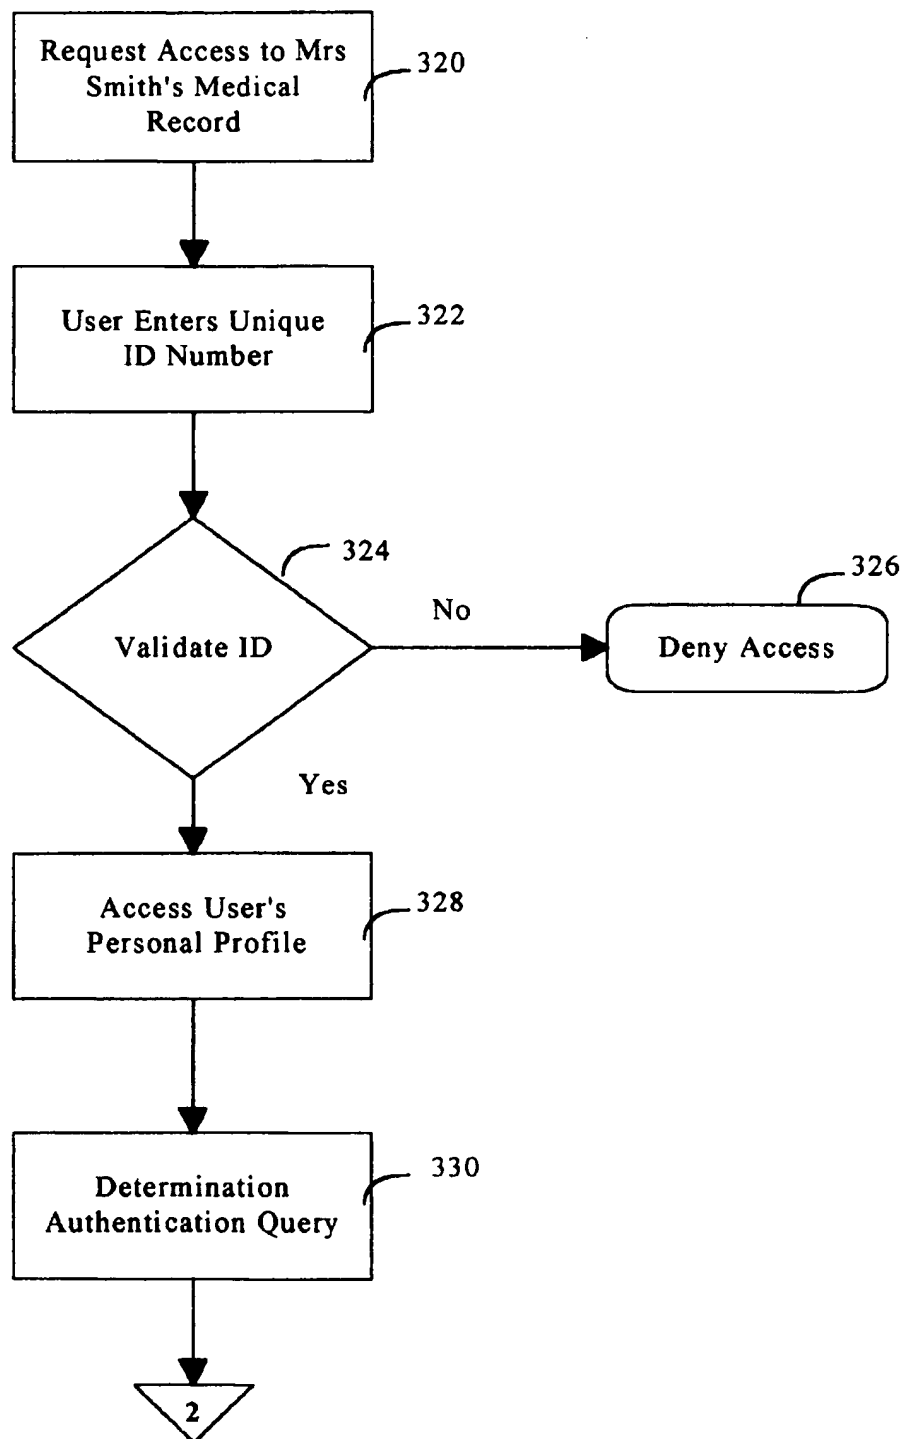 Request Access to Mrs
Smith's Medical
Record
320
User Enters Unique
ID Number
322
324
Validate ID
No
326
Deny Access
Yes
Access User's
Personal Profile
328
Determination
Authentication Query
330
2